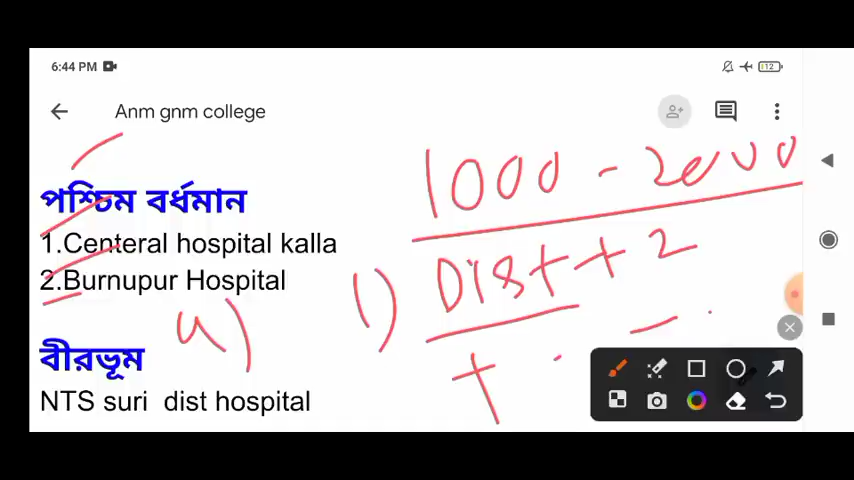 6:44 PM
12
Anm gnm college
পশ্চিম বর্ধমান
1.Centeral hospital kalla
2.Burnupur Hospital
বীরভূম
NTS suri dist hospital
1000 - 2000
1) Dist + 2